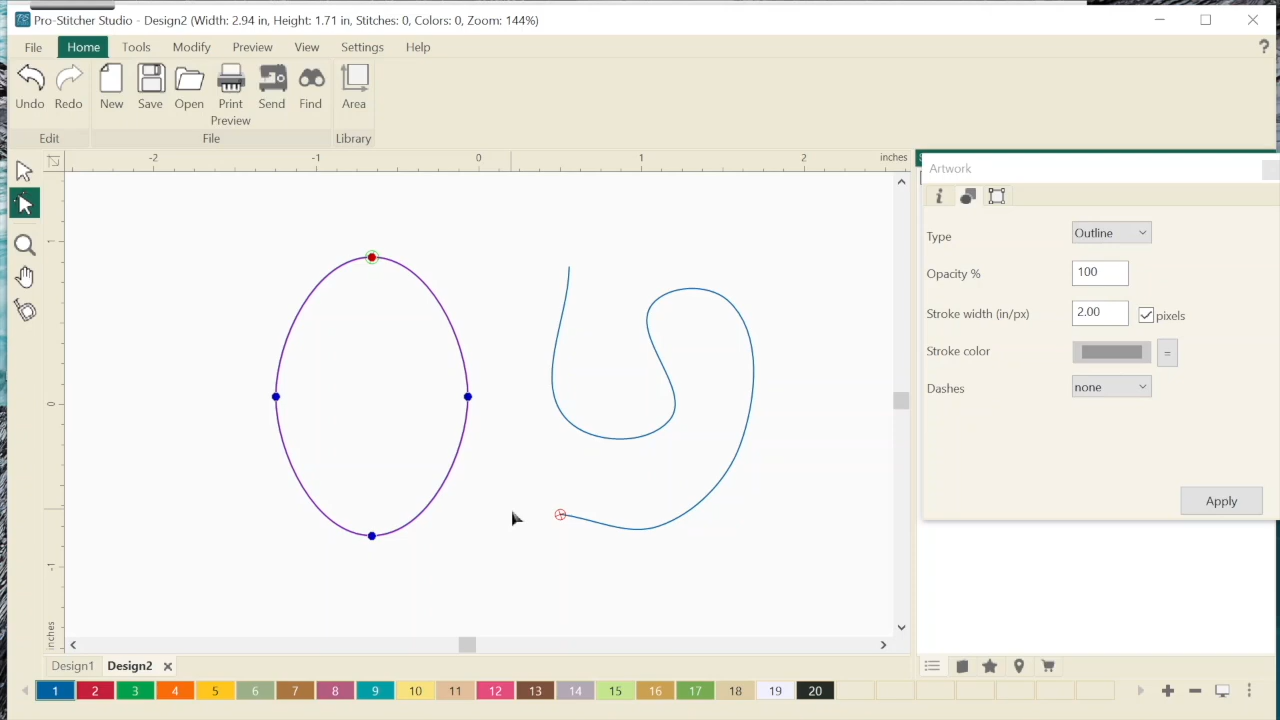 Pro-Stitcher Studio - Design2 (Width: 2.94 in, Height: 1.71 in, Stitches: 0, Colors: 0, Zoom: 144%)
File Home Tools Modify Preview View Settings Help
Undo Redo New Save Open Print Preview Send Find Area
Edit File Library
-2 -1 0 1 2 inches
1
0
-1
inches
Artwork
Type Outline
Opacity % 100
Stroke width (in/px) 2.00 pixels
Stroke color =
Dashes none
Apply
Design1 Design2
1 2 3 4 5 6 7 8 9 10 11 12 13 14 15 16 17 18 19 20